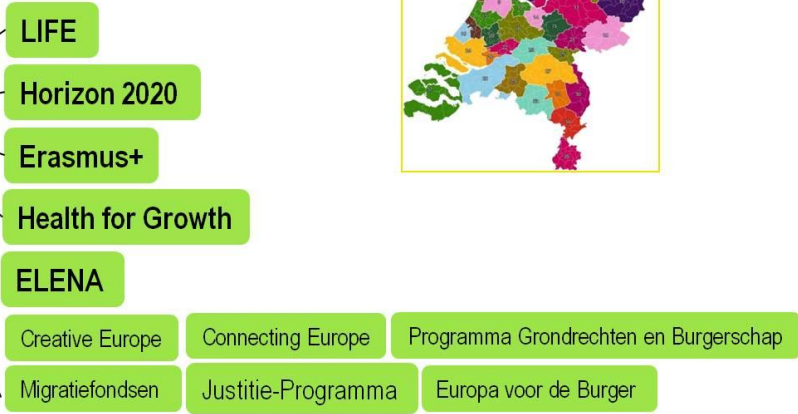 LIFE
Horizon 2020
Erasmus+
Health for Growth
ELENA
Creative Europe
Connecting Europe
Programma Grondrechten en Burgerschap
Migratiefondsen
Justitie-Programma
Europa voor de Burger